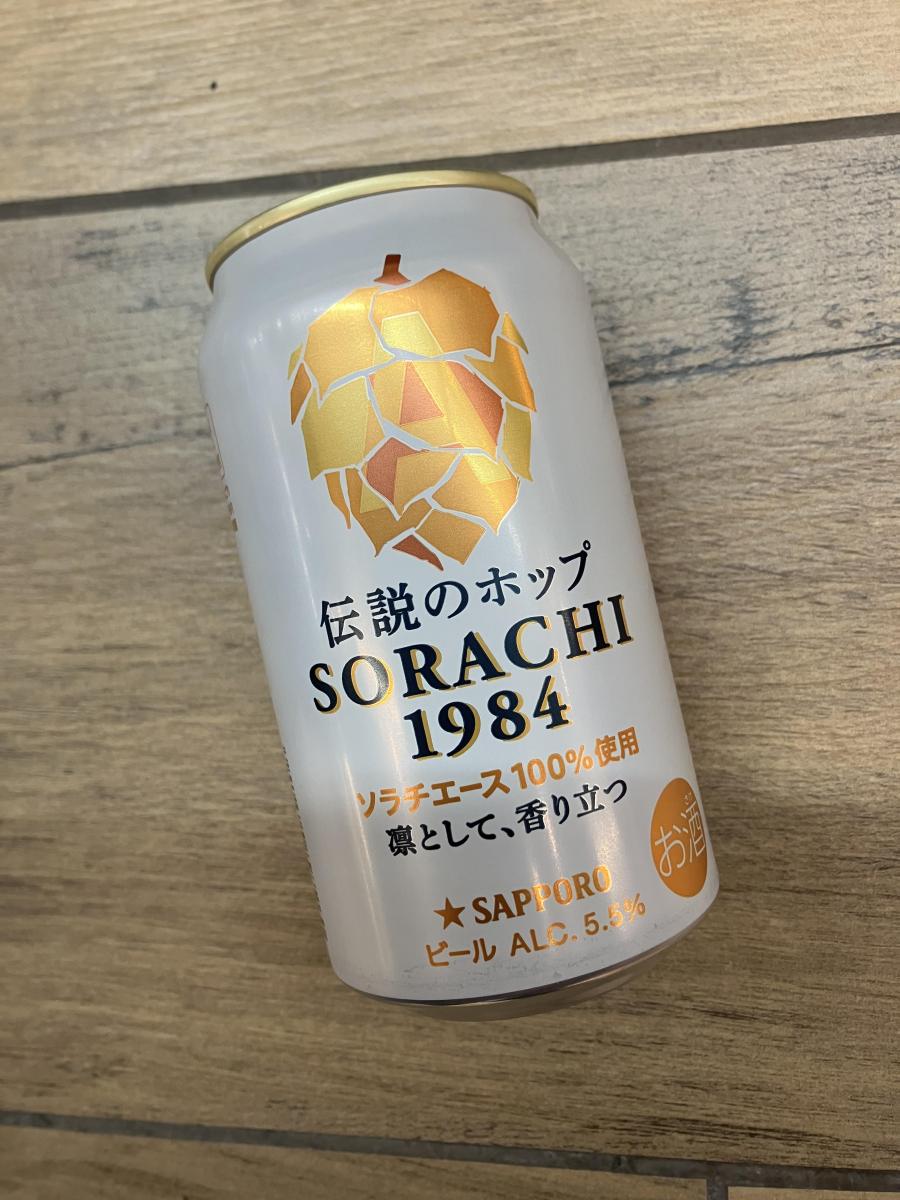 伝説のホップ
SORACHI
1984
ソラチエース100%使用
凛として、香り立つ
お酒
★SAPPORO
ビール ALC. 5.5%